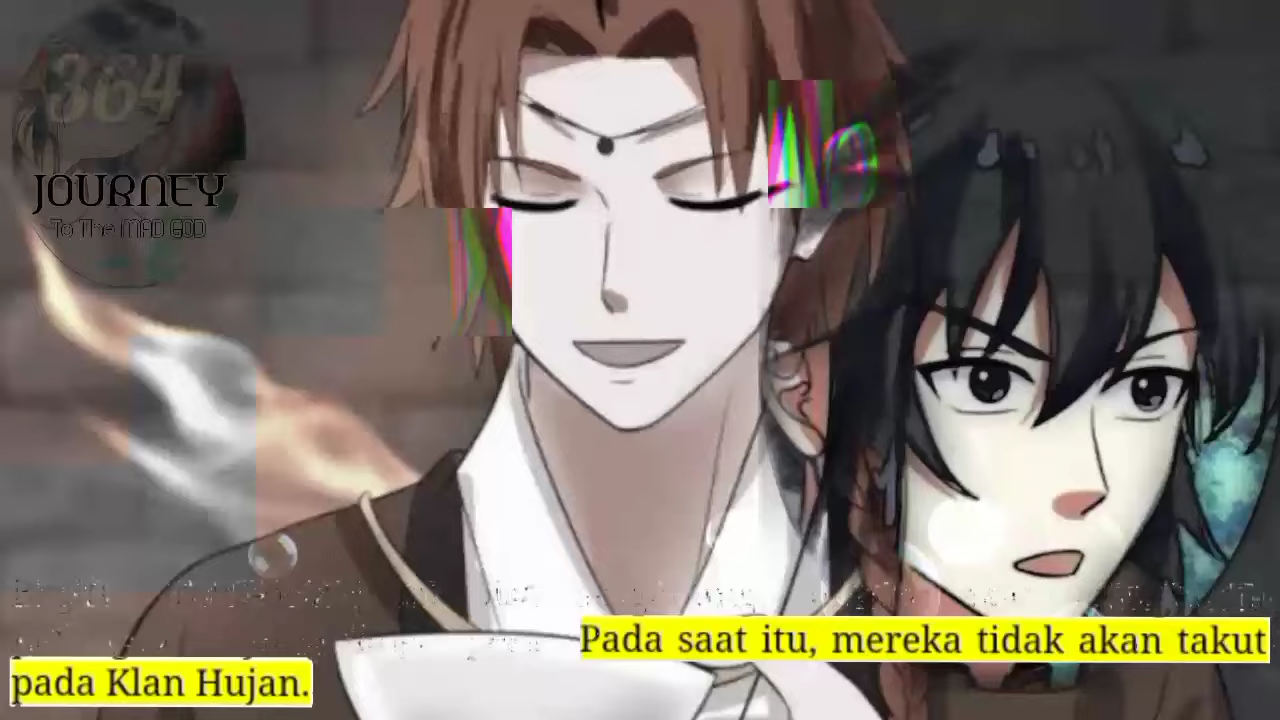 364
JOURNEY
To The MAD GOD
Pada saat itu, mereka tidak akan takut
pada Klan Hujan.